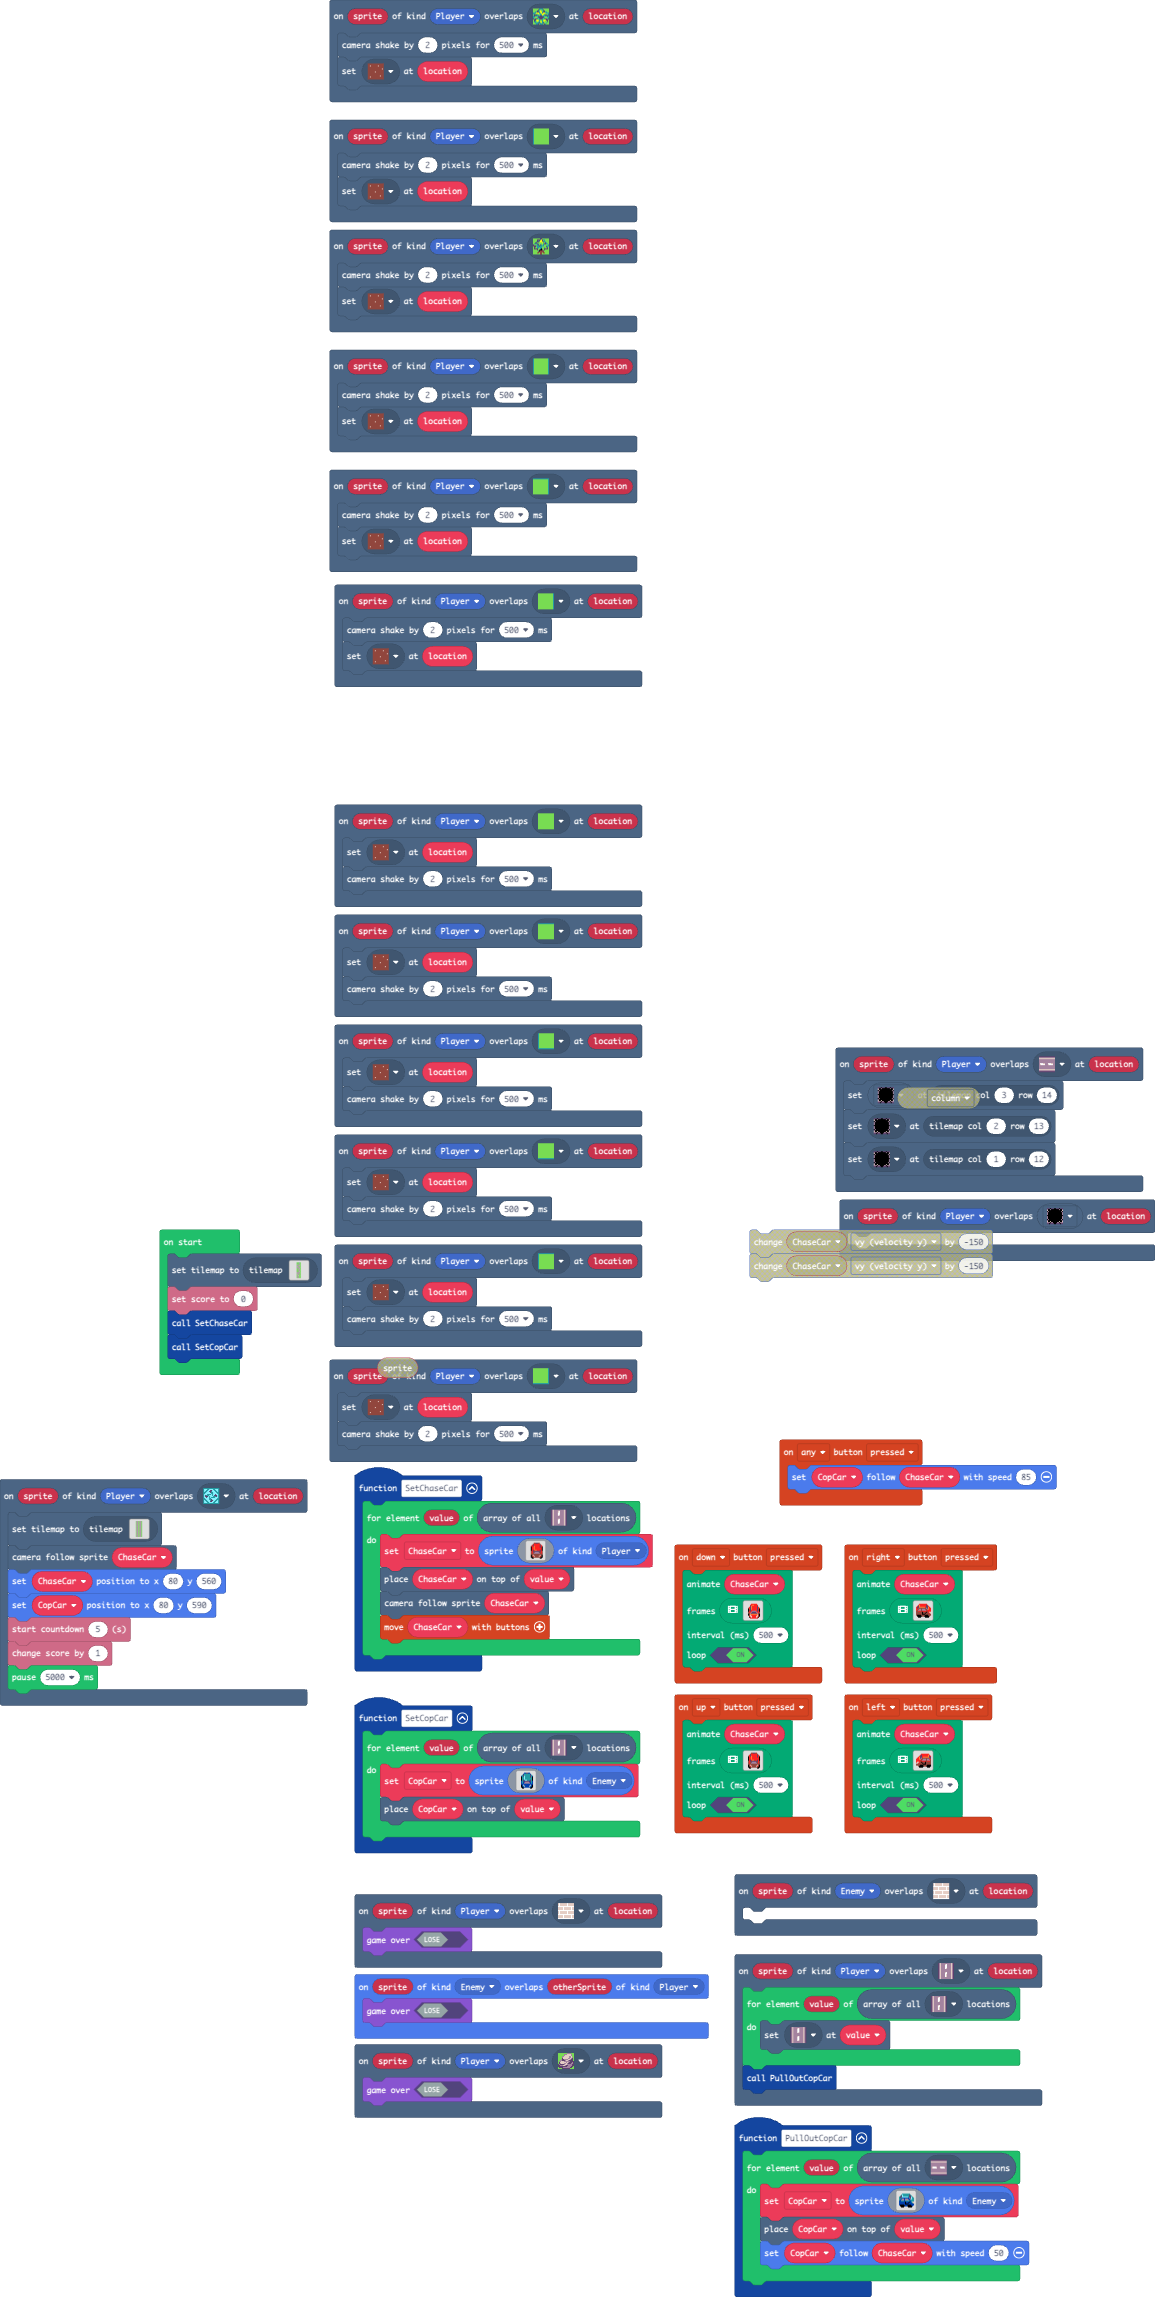 on sprite of kind Player overlaps at location
camera shake by 2 pixels for 500 ms
set at location
on sprite of kind Player overlaps at location
camera shake by 2 pixels for 500 ms
set at location
on sprite of kind Player overlaps at location
camera shake by 2 pixels for 500 ms
set at location
on sprite of kind Player overlaps at location
camera shake by 2 pixels for 500 ms
set at location
on sprite of kind Player overlaps at location
camera shake by 2 pixels for 500 ms
set at location
on sprite of kind Player overlaps at location
camera shake by 2 pixels for 500 ms
set at location
on sprite of kind Player overlaps at location
set at location
camera shake by 2 pixels for 500 ms
on sprite of kind Player overlaps at location
set at location
camera shake by 2 pixels for 500 ms
on sprite of kind Player overlaps at location
set at location
camera shake by 2 pixels for 500 ms
on sprite of kind Player overlaps at location
set at location
camera shake by 2 pixels for 500 ms
on sprite of kind Player overlaps at location
set at location
camera shake by 2 pixels for 500 ms
sprite
on sprite of kind Player overlaps at location
set at location
camera shake by 2 pixels for 500 ms
on sprite of kind Player overlaps at location
set col 3 row 14
column
set at tilemap col 2 row 13
set at tilemap col 1 row 12
on sprite of kind Player overlaps at location
change ChaseCar vy (velocity y) by -150
change ChaseCar vy (velocity y) by -150
on start
set tilemap to tilemap
set score to 0
call SetChaseCar
call SetCopCar
on sprite of kind Player overlaps at location
set tilemap to tilemap
camera follow sprite ChaseCar
set ChaseCar position to x 80 y 560
set CopCar position to x 80 y 590
start countdown 5 (s)
change score by 1
pause 5000 ms
function SetChaseCar
for element value of array of all locations
do
set ChaseCar to sprite of kind Player
place ChaseCar on top of value
camera follow sprite ChaseCar
move ChaseCar with buttons
function SetCopCar
for element value of array of all locations
do
set CopCar to sprite of kind Enemy
place CopCar on top of value
on any button pressed
set CopCar follow ChaseCar with speed 85
on down button pressed
animate ChaseCar
frames
interval (ms) 500
loop ON
on right button pressed
animate ChaseCar
frames
interval (ms) 500
loop ON
on up button pressed
animate ChaseCar
frames
interval (ms) 500
loop ON
on left button pressed
animate ChaseCar
frames
interval (ms) 500
loop ON
on sprite of kind Player overlaps at location
game over LOSE
on sprite of kind Enemy overlaps otherSprite of kind Player
game over LOSE
on sprite of kind Player overlaps at location
game over LOSE
on sprite of kind Enemy overlaps at location
on sprite of kind Player overlaps at location
for element value of array of all locations
do
set at value
call PullOutCopCar
function PullOutCopCar
for element value of array of all locations
do
set CopCar to sprite of kind Enemy
place CopCar on top of value
set CopCar follow ChaseCar with speed 50